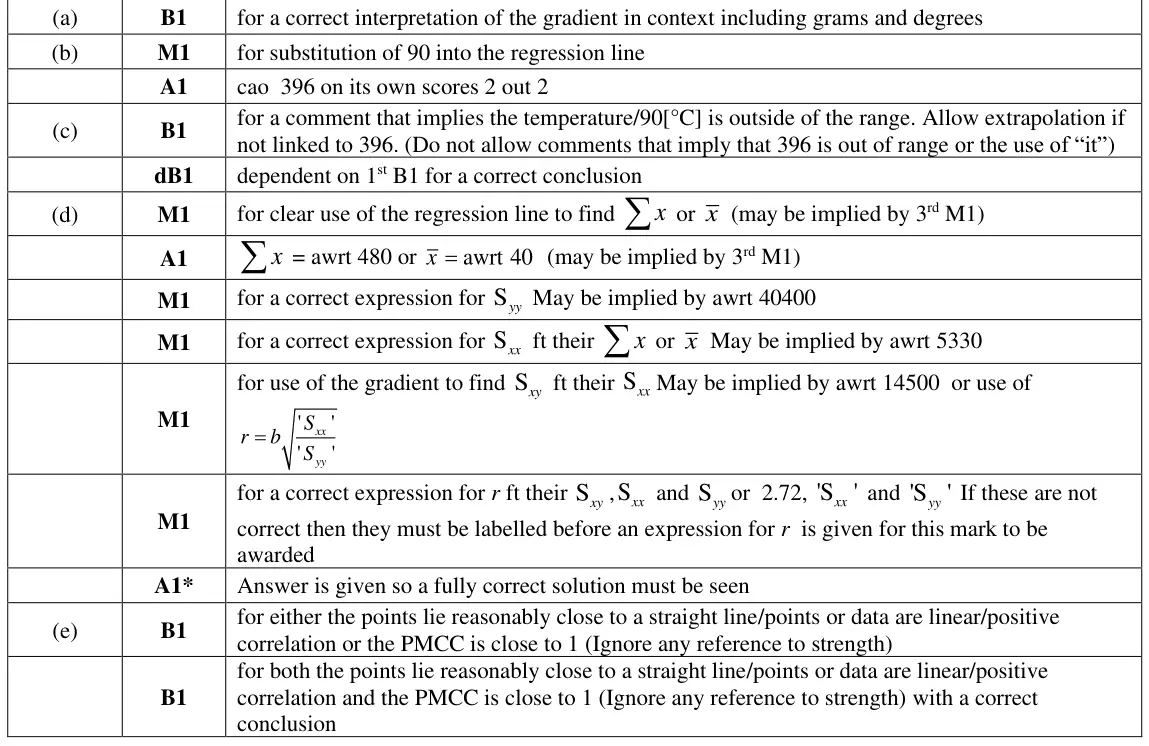 (a) B1 for a correct interpretation of the gradient in context including grams and degrees
(b) M1 for substitution of 90 into the regression line
A1 cao 396 on its own scores 2 out 2
(c) B1 for a comment that implies the temperature/90[°C] is outside of the range. Allow extrapolation if
not linked to 396. (Do not allow comments that imply that 396 is out of range or the use of “it”)
dB1 dependent on 1st B1 for a correct conclusion
(d) M1 for clear use of the regression line to find ∑x or x̄ (may be implied by 3rd M1)
A1 ∑x = awrt 480 or x̄ = awrt 40 (may be implied by 3rd M1)
M1 for a correct expression for Syy May be implied by awrt 40400
M1 for a correct expression for Sxx ft their ∑x or x̄ May be implied by awrt 5330
M1 for use of the gradient to find Sxy ft their Sxx May be implied by awrt 14500 or use of
r = b√('Sxx' / 'Syy')
M1 for a correct expression for r ft their Sxy , Sxx and Syy or 2.72, 'Sxx' and 'Syy' If these are not
correct then they must be labelled before an expression for r is given for this mark to be
awarded
A1* Answer is given so a fully correct solution must be seen
(e) B1 for either the points lie reasonably close to a straight line/points or data are linear/positive
correlation or the PMCC is close to 1 (Ignore any reference to strength)
B1 for both the points lie reasonably close to a straight line/points or data are linear/positive
correlation and the PMCC is close to 1 (Ignore any reference to strength) with a correct
conclusion